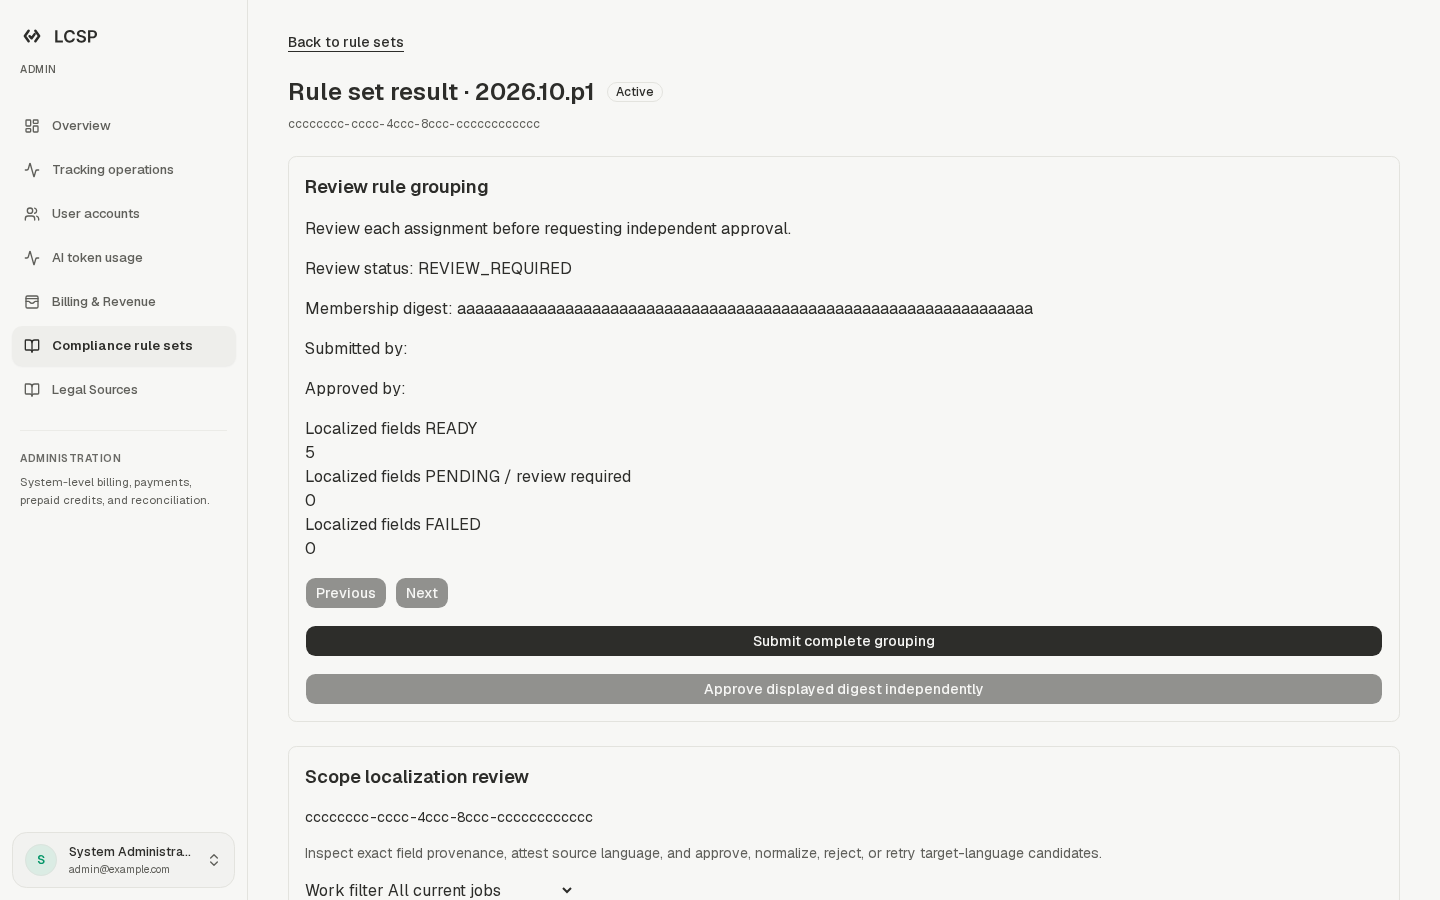 LCSP
ADMIN
Overview
Tracking operations
User accounts
AI token usage
Billing & Revenue
Compliance rule sets
Legal Sources
ADMINISTRATION
System-level billing, payments,
prepaid credits, and reconciliation.
S
System Administra...
admin@example.com
Back to rule sets
Rule set result · 2026.10.p1
Active
cccccccc-cccc-4ccc-8ccc-cccccccccccc
Review rule grouping
Review each assignment before requesting independent approval.
Review status: REVIEW_REQUIRED
Membership digest: aaaaaaaaaaaaaaaaaaaaaaaaaaaaaaaaaaaaaaaaaaaaaaaaaaaaaaaaaaaaaaaa
Submitted by:
Approved by:
Localized fields READY
5
Localized fields PENDING / review required
0
Localized fields FAILED
0
Previous
Next
Submit complete grouping
Approve displayed digest independently
Scope localization review
cccccccc-cccc-4ccc-8ccc-cccccccccccc
Inspect exact field provenance, attest source language, and approve, normalize, reject, or retry target-language candidates.
Work filter All current jobs